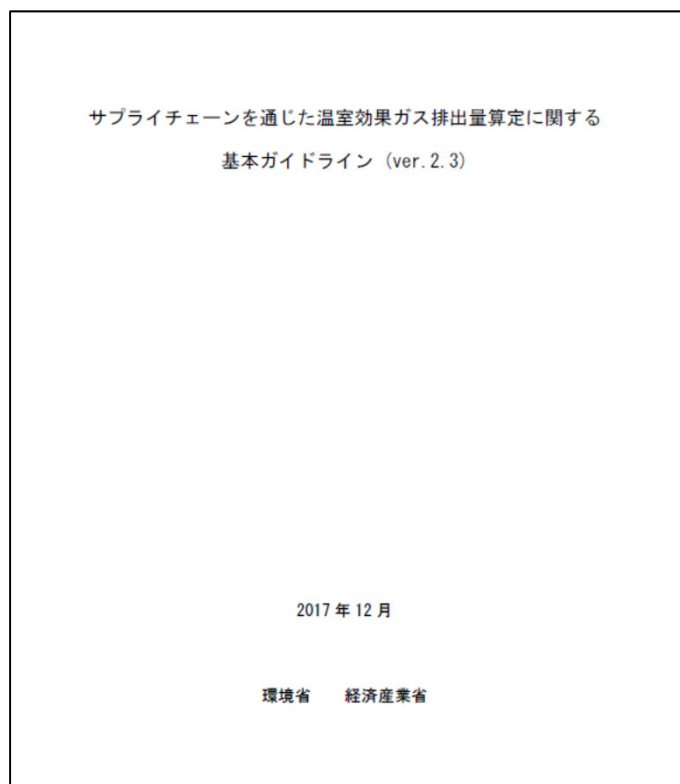 サプライチェーンを通じた温室効果ガス排出量算定に関する
基本ガイドライン（ver.2.3）
2017年12月
環境省　経済産業省